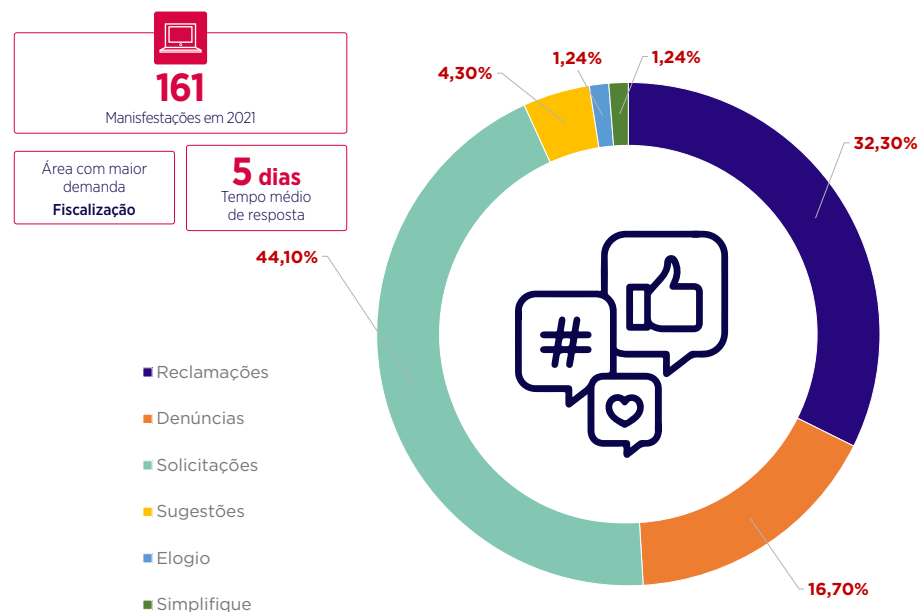 161
Manisfestações em 2021
Área com maior
demanda
Fiscalização
5 dias
Tempo médio
de resposta
4,30%
1,24%
1,24%
32,30%
44,10%
16,70%
#
Reclamações
Denúncias
Solicitações
Sugestões
Elogio
Simplifique